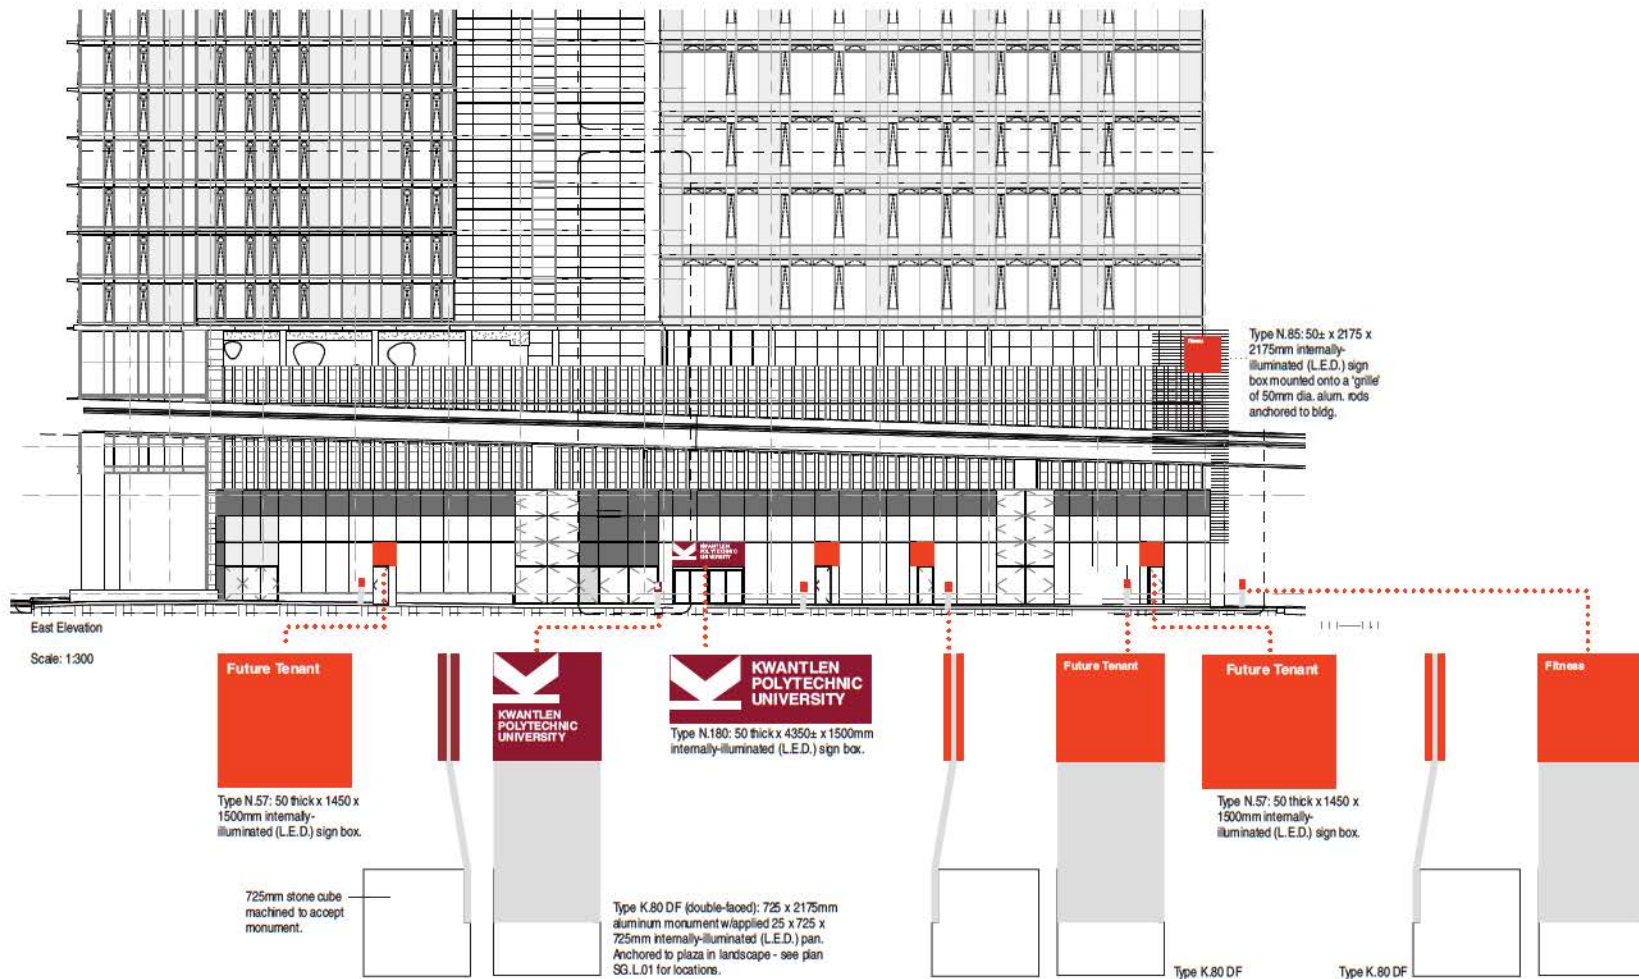 Fitness
Type N.85: 50± x 2175 x
2175mm internally-
illuminated (L.E.D.) sign
box mounted onto a 'grille'
of 50mm dia. alum. rods
anchored to bldg.
KWANTLEN
POLYTECHNIC
UNIVERSITY
East Elevation
Scale: 1:300
Future Tenant
Type N.57: 50 thick x 1450 x
1500mm internally-
illuminated (L.E.D.) sign box.
KWANTLEN
POLYTECHNIC
UNIVERSITY
KWANTLEN
POLYTECHNIC
UNIVERSITY
Type N.180: 50 thick x 4350± x 1500mm
internally-illuminated (L.E.D.) sign box.
Future Tenant
Future Tenant
Type N.57: 50 thick x 1450 x
1500mm internally-
illuminated (L.E.D.) sign box.
Fitness
725mm stone cube
machined to accept
monument.
Type K.80 DF (double-faced): 725 x 2175mm
aluminum monument w/applied 25 x 725 x
725mm internally-illuminated (L.E.D.) pan.
Anchored to plaza in landscape - see plan
SG.L.01 for locations.
Type K.80 DF
Type K.80 DF